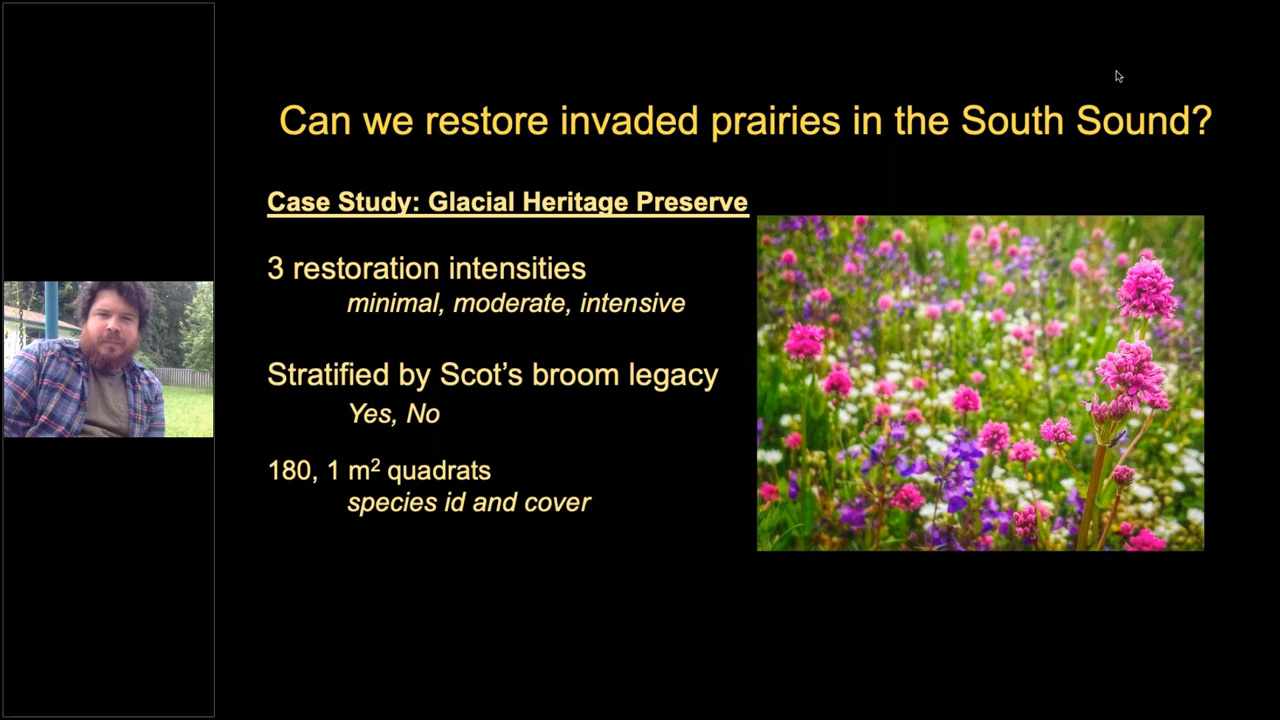 Can we restore invaded prairies in the South Sound?
Case Study: Glacial Heritage Preserve
3 restoration intensities
minimal, moderate, intensive
Stratified by Scot’s broom legacy
Yes, No
180, 1 m² quadrats
species id and cover